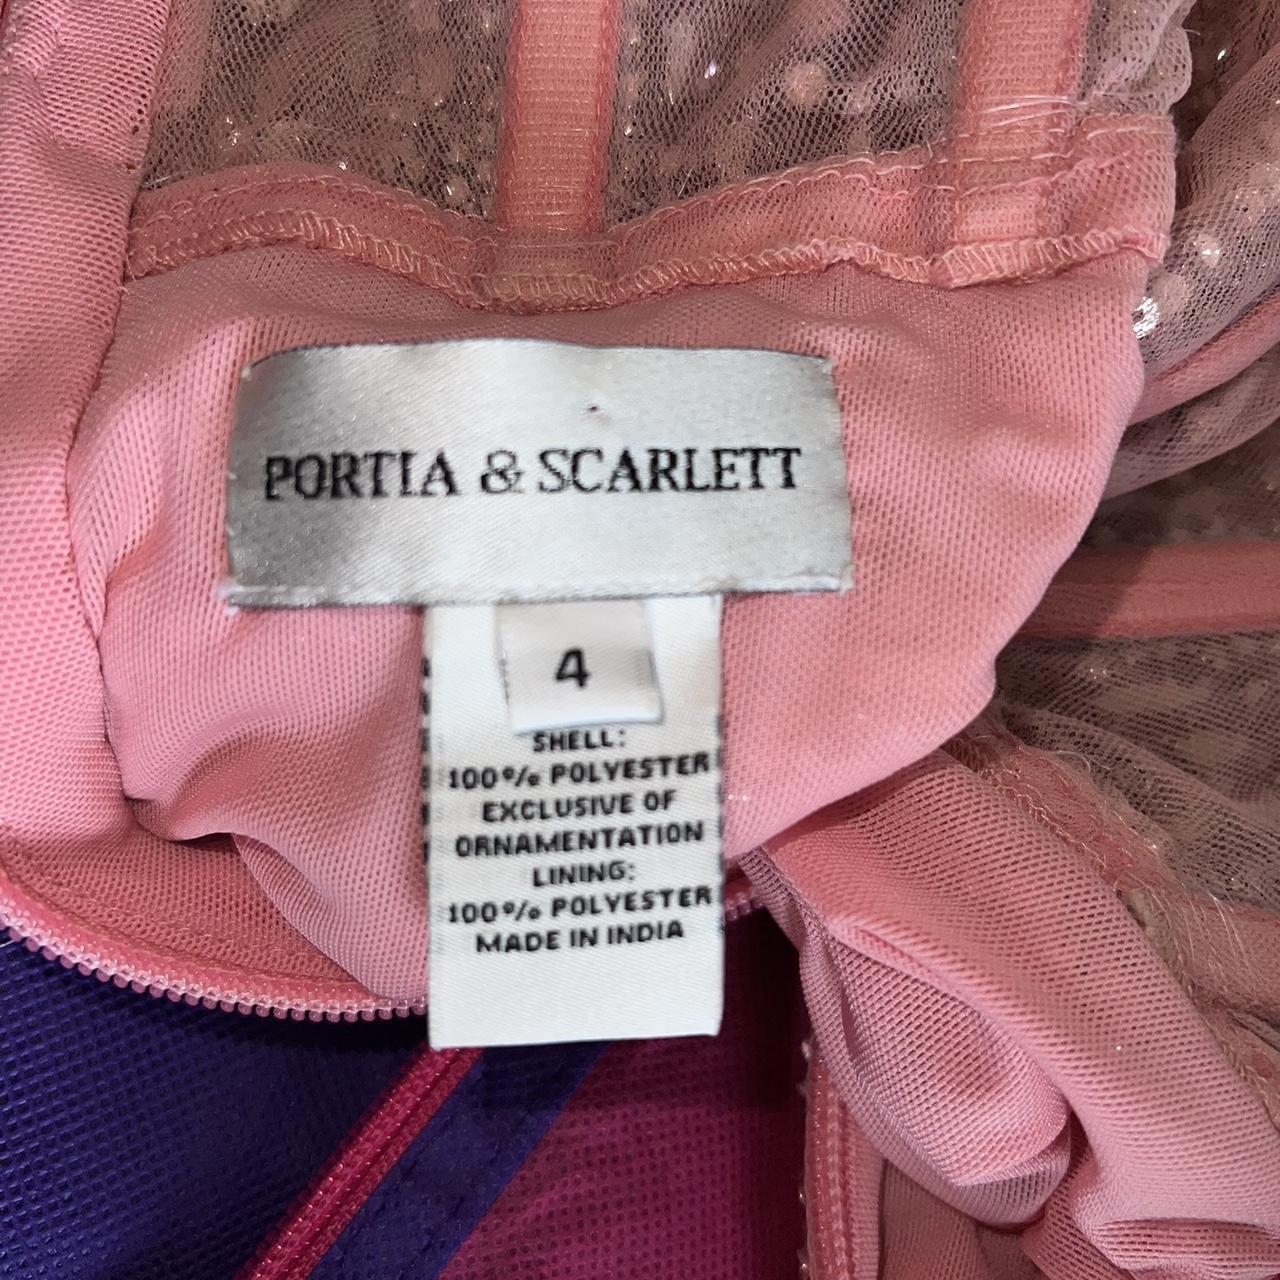 PORTIA & SCARLETT
4
SHELL:
100% POLYESTER
EXCLUSIVE OF
ORNAMENTATION
LINING:
100% POLYESTER
MADE IN INDIA